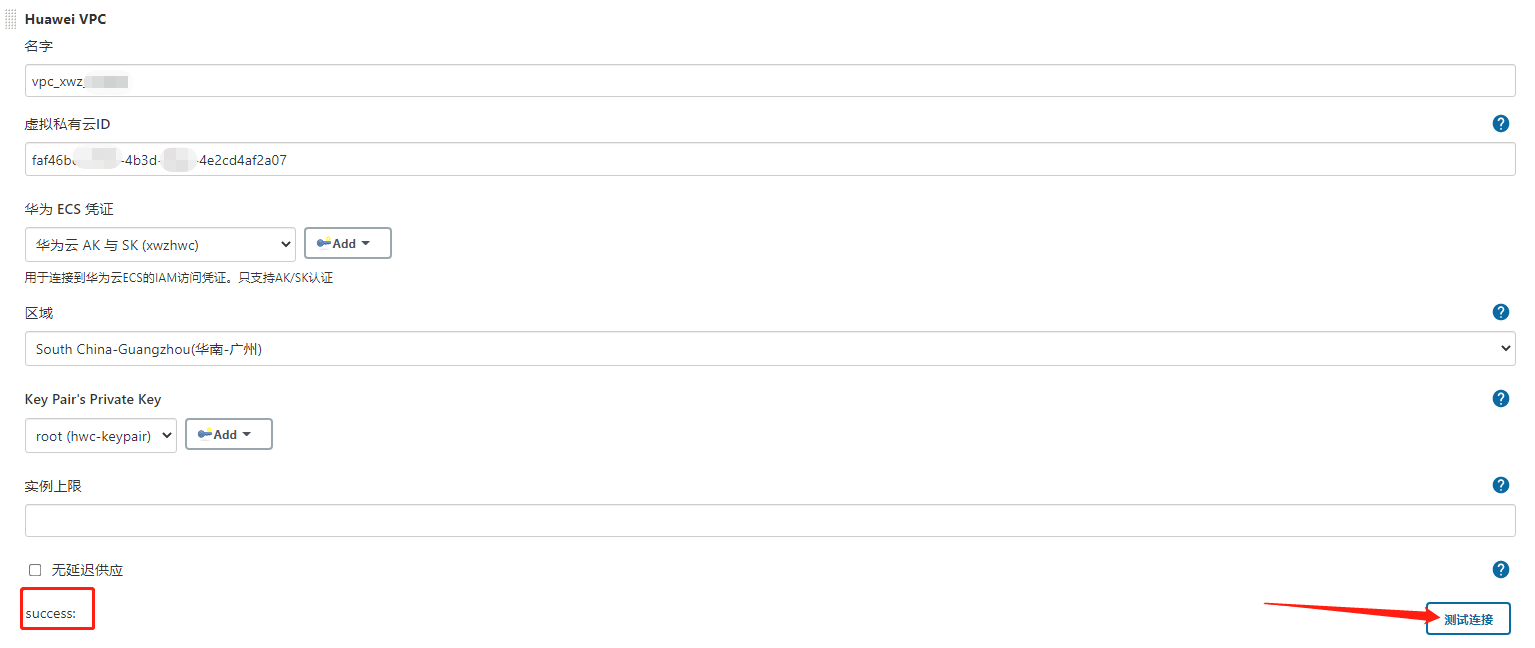 Huawei VPC
名字
vpc_xwz_
虚拟私有云ID
faf46b -4b3d- -4e2cd4af2a07
华为 ECS 凭证
华为云 AK 与 SK (xwzhwc) Add
用于连接到华为云ECS的IAM访问凭证。只支持AK/SK认证
区域
South China-Guangzhou(华南-广州)
Key Pair's Private Key
root (hwc-keypair) Add
实例上限
无延迟供应
success:
测试连接